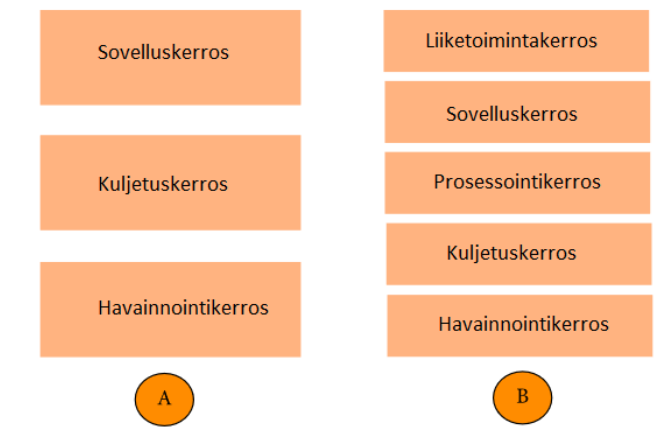 Sovelluskerros
Kuljetuskerros
Havainnointikerros
A
Liiketoimintakerros
Sovelluskerros
Prosessointikerros
Kuljetuskerros
Havainnointikerros
B